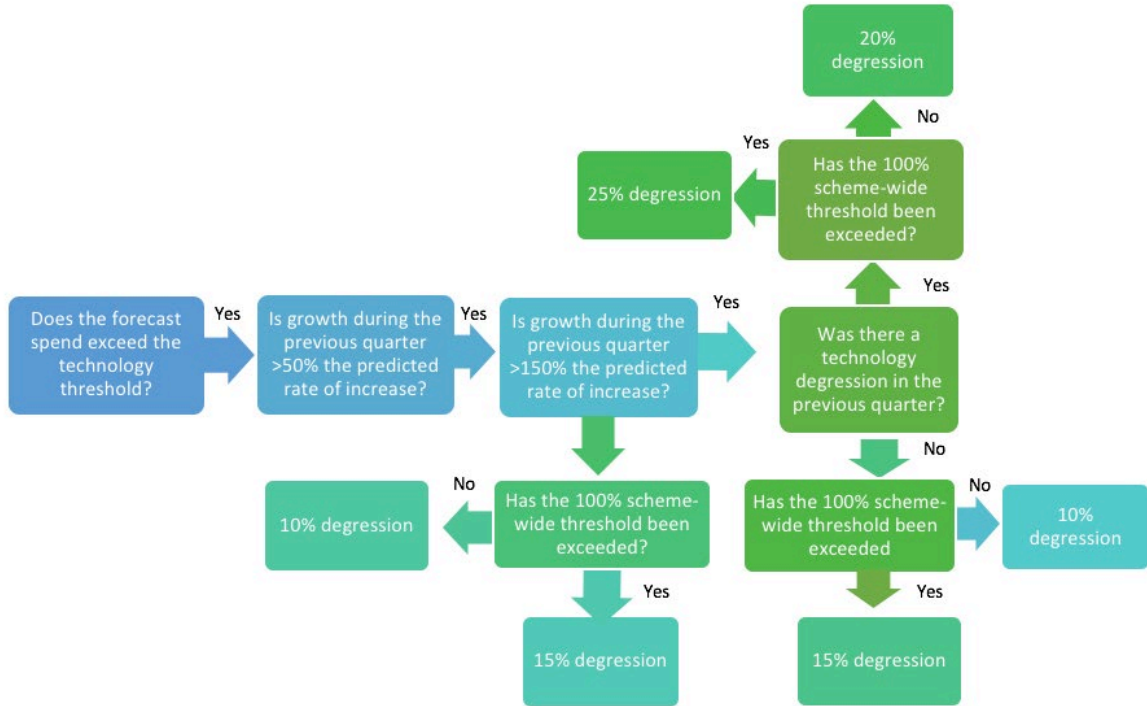 20%
degression
No
Yes
Has the 100%
scheme-wide
threshold been
exceeded?
25% degression
Yes
Does the forecast
spend exceed the
technology
threshold?
Yes
Is growth during the
previous quarter
>50% the predicted
rate of increase?
Yes
Is growth during the
previous quarter
>150% the predicted
rate of increase?
Yes
Was there a
technology
degression in the
previous quarter?
No
10% degression
No
Has the 100% scheme-
wide threshold been
exceeded?
Yes
15% degression
Has the 100% scheme-
wide threshold been
exceeded
No
10%
degression
Yes
15% degression